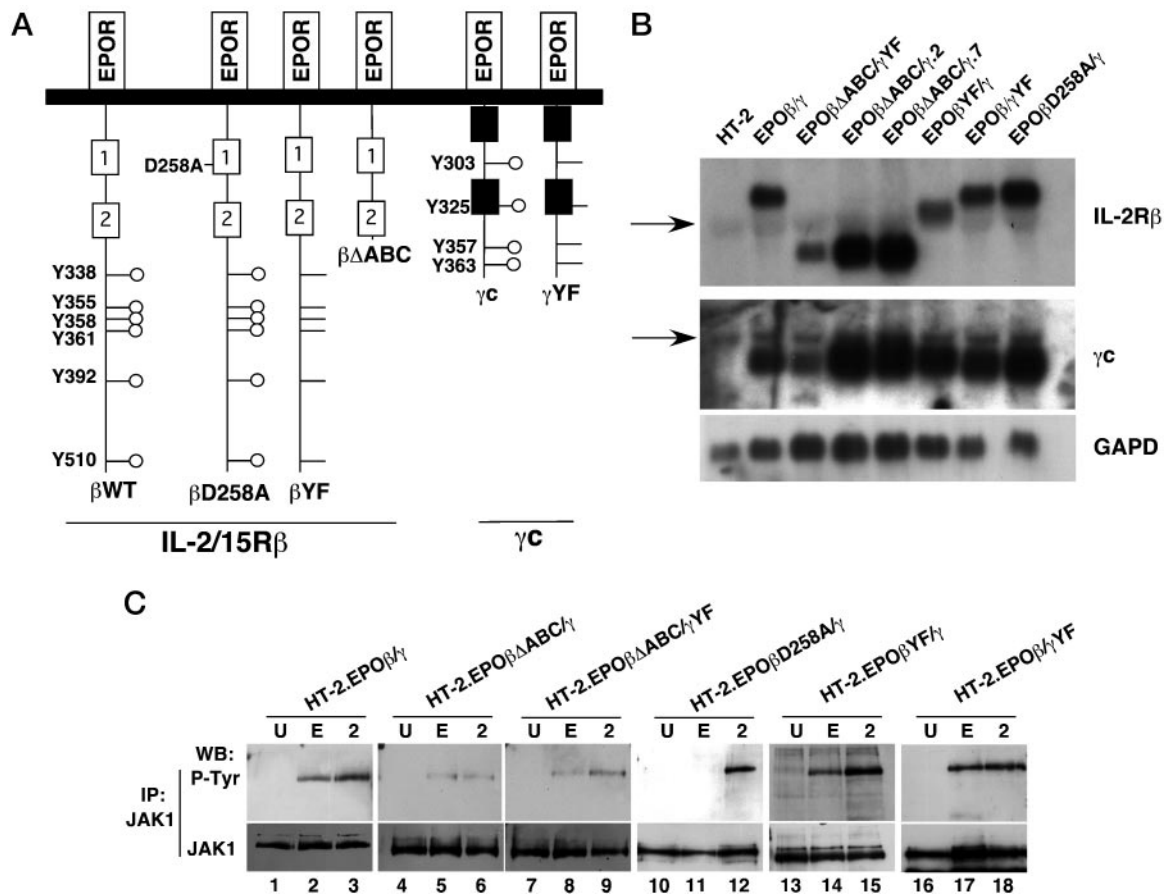 A
EPOR EPOR EPOR EPOR EPOR EPOR
1 1 1 1
D258A
2 2 2 2
βΔABC
Y338
Y355
Y358
Y361
Y392
Y510
βWT βD258A βYF
IL-2/15Rβ
Y303
Y325
Y357
Y363
γc γYF
γc
B
HT-2 EPOβ/γ EPOβΔABC/γYF EPOβΔABC/γ.2 EPOβΔABC/γ.7 EPOβYF/γ EPOβ/γYF EPOβD258A/γ
IL-2Rβ
γc
GAPD
C
HT-2.EPOβ/γ HT-2.EPOβΔABC/γ HT-2.EPOβΔABC/γYF HT-2.EPOβD258A/γ HT-2.EPOβYF/γ HT-2.EPOβ/γYF
U E 2 U E 2 U E 2 U E 2 U E 2 U E 2
WB:
P-Tyr
IP:
JAK1
JAK1
1 2 3 4 5 6 7 8 9 10 11 12 13 14 15 16 17 18